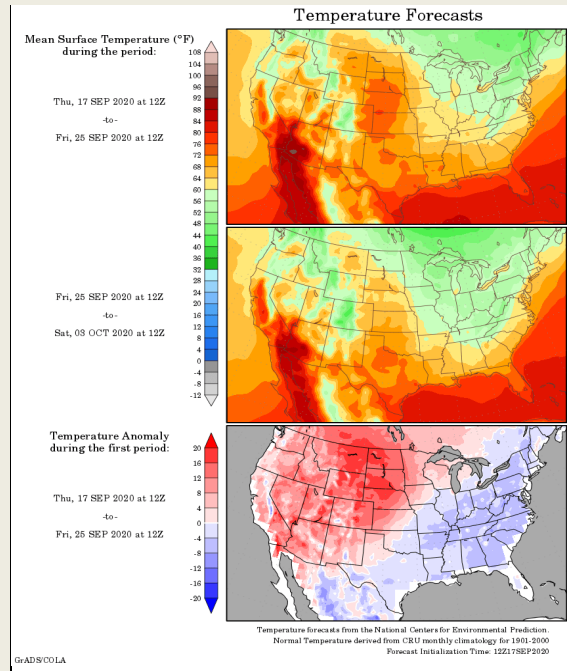 Temperature Forecasts
Mean Surface Temperature (°F)
during the period:
Thu, 17 SEP 2020 at 12Z
-to-
Fri, 25 SEP 2020 at 12Z
108
104
100
96
92
88
84
80
76
72
68
64
60
56
52
48
44
40
36
32
28
24
20
16
12
8
4
0
-4
-8
-12
Fri, 25 SEP 2020 at 12Z
-to-
Sat, 03 OCT 2020 at 12Z
Temperature Anomaly
during the first period:
Thu, 17 SEP 2020 at 12Z
-to-
Fri, 25 SEP 2020 at 12Z
20
16
12
8
4
0
-4
-8
-12
-16
-20
Temperature forecasts from the National Centers for Environmental Prediction.
Normal Temperature derived from CRU monthly climatology for 1901-2000
Forecast Initialization Time: 12Z17SEP2020
GrADS/COLA